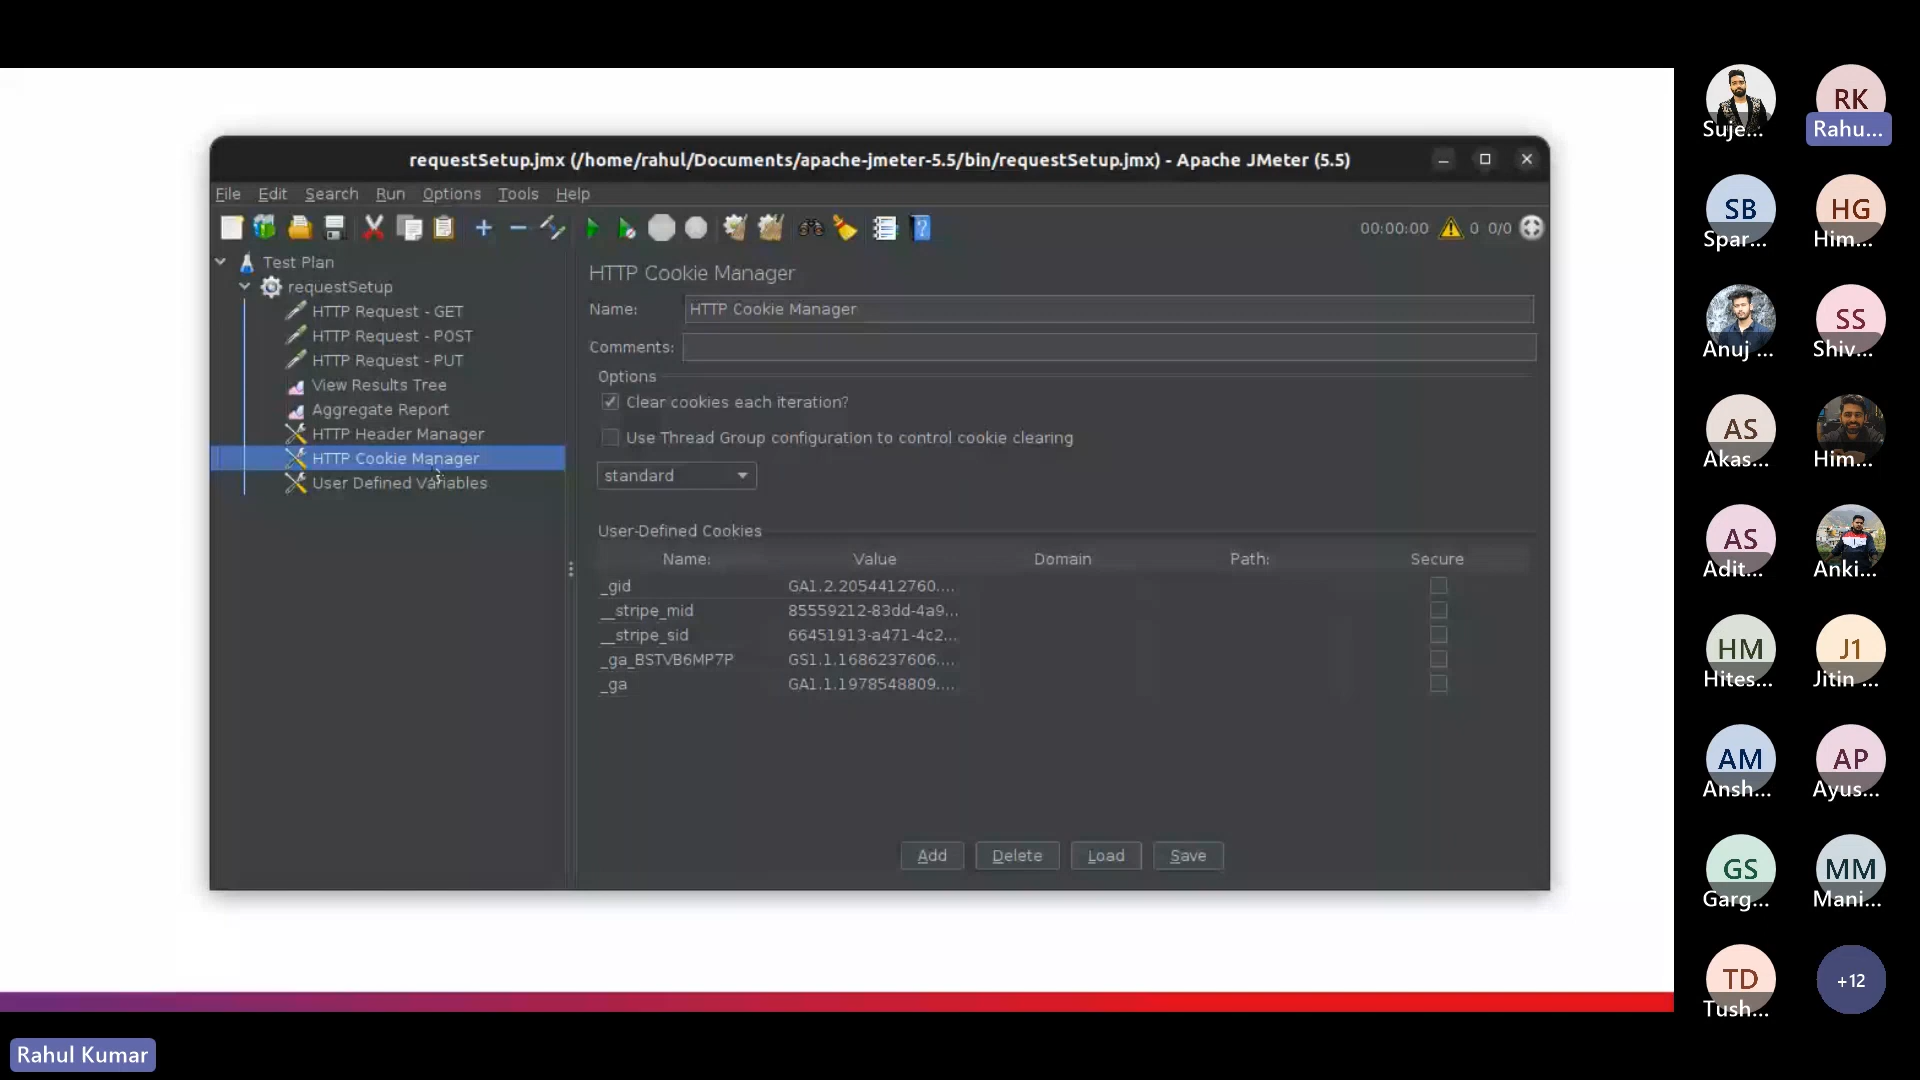 requestSetup.jmx (/home/rahul/Documents/apache-jmeter-5.5/bin/requestSetup.jmx) - Apache JMeter (5.5)
File Edit Search Run Options Tools Help
00:00:00 0 0/0
Test Plan
requestSetup
HTTP Request - GET
HTTP Request - POST
HTTP Request - PUT
View Results Tree
Aggregate Report
HTTP Header Manager
HTTP Cookie Manager
User Defined Variables
HTTP Cookie Manager
Name: HTTP Cookie Manager
Comments:
Options
Clear cookies each iteration?
Use Thread Group configuration to control cookie clearing
standard
User-Defined Cookies
Name: Value Domain Path: Secure
_gid GA1.2.2054412760....
__stripe_mid 85559212-83dd-4a9...
__stripe_sid 66451913-a471-4c2...
_ga_BSTVB6MP7P GS1.1.1686237606....
_ga GA1.1.1978548809....
Add Delete Load Save
Suje... RK Rahu...
SB Spar... HG Him...
Anuj ... SS Shiv...
AS Akas... Him...
AS Adit... Anki...
HM Hites... J1 Jitin ...
AM Ansh... AP Ayus...
GS Garg... MM Mani...
TD Tush... +12
Rahul Kumar